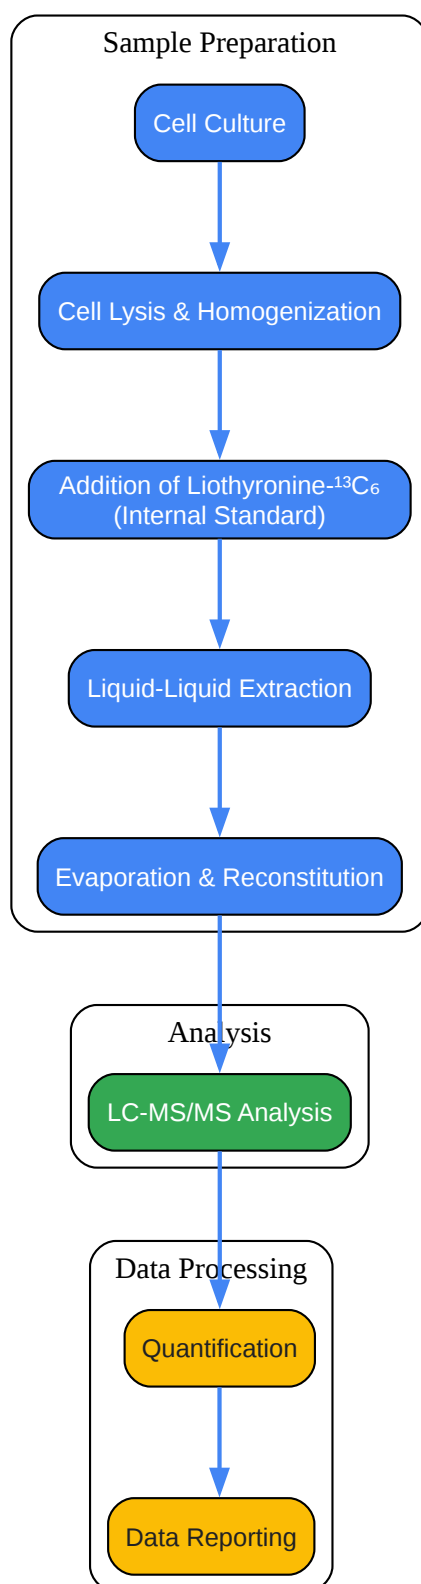 Sample Preparation
Cell Culture
Cell Lysis & Homogenization
Addition of Liothyronine-¹³C₆
(Internal Standard)
Liquid-Liquid Extraction
Evaporation & Reconstitution
Analysis
LC-MS/MS Analysis
Data Processing
Quantification
Data Reporting